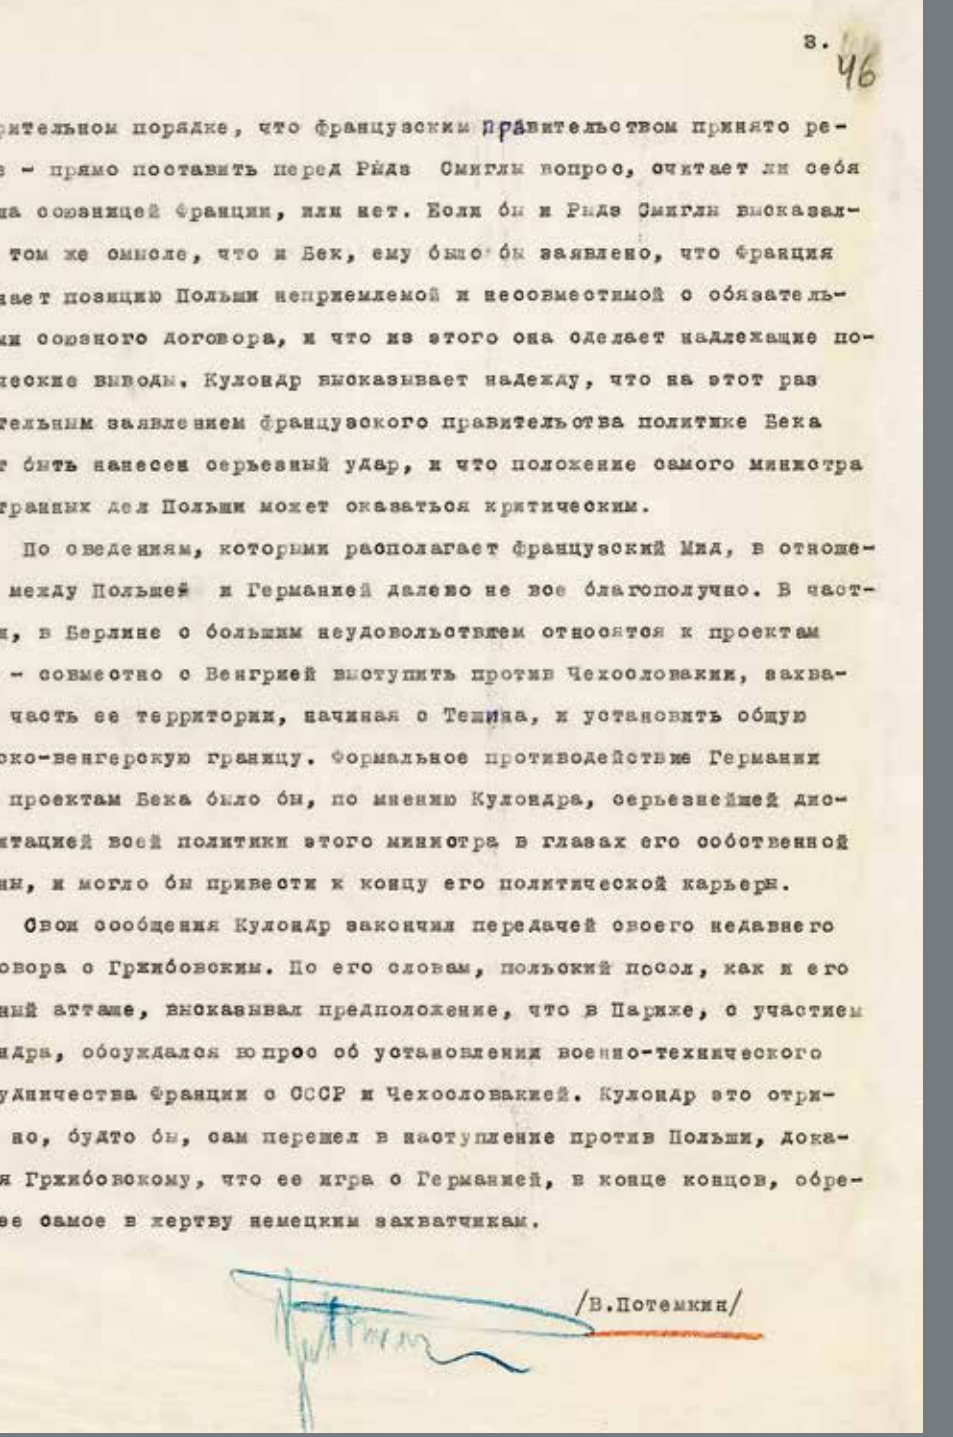 3.
46
рительном порядке, что французским правительством принято ре-
е - прямо поставить перед Рыдз Смиглы вопрос, считает ли себя
ша союзницей Франции, или нет. Если бы и Рыдз Смиглы высказал-
том же смысле, что и Бек, ему было бы заявлено, что Франция
нает позицию Польши неприемлемой и несовместимой с обязатель-
ми союзного договора, и что из этого она сделает надлежащие по-
ческие выводы. Кулондр высказывает надежду, что на этот раз
тельным заявлением французского правительства политике Бека
т быть нанесен серьезный удар, и что положение самого министра
транных дел Польши может оказаться критическим.
По сведениям, которыми располагает французский Мид, в отноше-
между Польшей и Германией далеко не все благополучно. В част-
и, в Берлине с большим неудовольствием относятся к проектам
- совместно с Венгрией выступить против Чехословакии, захва-
часть ее территории, начиная с Тешина, и установить общую
ско-венгерскую границу. Формальное противодействие Германии
проектам Бека было бы, по мнению Кулондра, серьезнейшей дис-
итацией всей политики этого министра в глазах его собственной
ны, и могло бы привести к концу его политической карьеры.
Свои сообщения Кулондр закончил передачей своего недавнего
овора с Гржибовским. По его словам, польский посол, как и его
ный атташе, высказывал предположение, что в Париже, с участием
ндра, обсуждался вопрос об установлении военно-технического
удничества Франции с СССР и Чехословакией. Кулондр это отри-
но, будто бы, сам перешел в наступление против Польши, дока-
я Гржибовскому, что ее игра с Германией, в конце концов, обре-
ее самое в жертву немецким захватчикам.
/В.Потемкин/